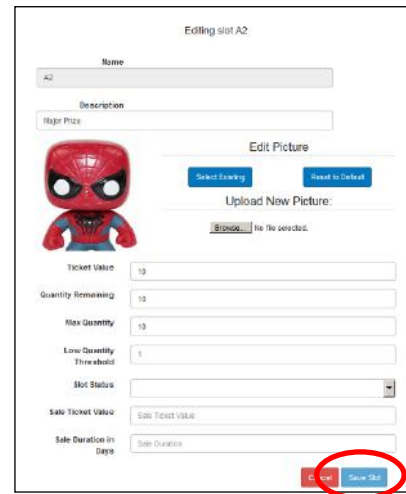 Editing slot A2
Name
A2
Description
Major Prize
Edit Picture
Select Existing
Reset to Default
Upload New Picture:
Browse... No file selected.
Ticket Value
10
Quantity Remaining
10
Max Quantity
10
Low Quantity
Threshold
1
Slot Status
Sale Ticket Value
Sale Ticket Value
Sale Duration in
Days
Sale Duration
Cancel
Save Slot